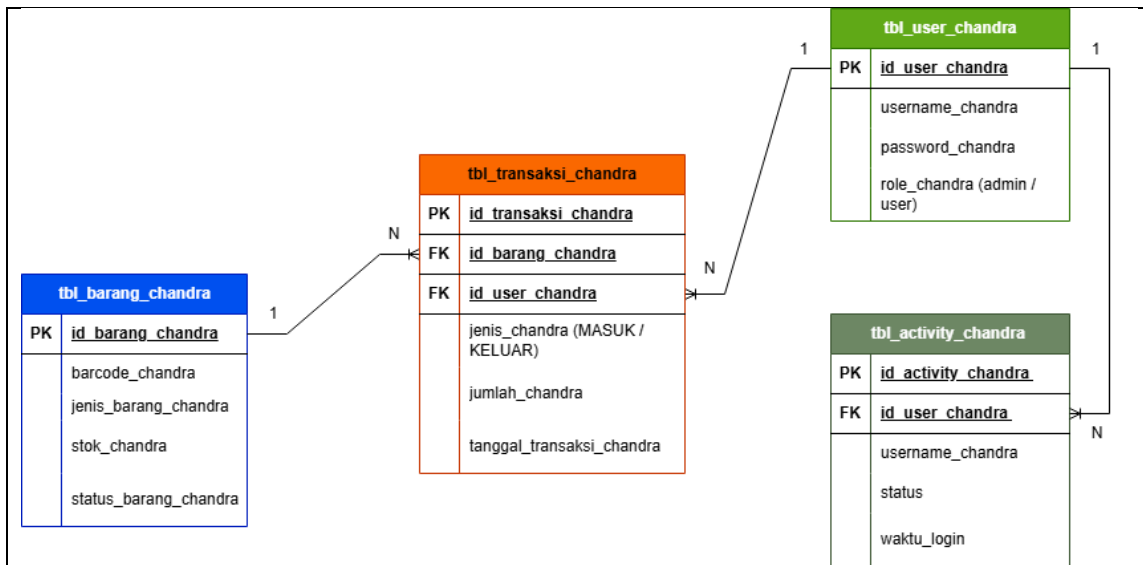 tbl_user_chandra
1
1
PK id_user_chandra
username_chandra
password_chandra
role_chandra (admin /
user)
tbl_transaksi_chandra
PK id_transaksi_chandra
N
FK id_barang_chandra
FK id_user_chandra
N
jenis_chandra (MASUK /
KELUAR)
jumlah_chandra
tanggal_transaksi_chandra
tbl_barang_chandra
1
PK id_barang_chandra
barcode_chandra
jenis_barang_chandra
stok_chandra
status_barang_chandra
tbl_activity_chandra
PK id_activity_chandra
FK id_user_chandra
N
username_chandra
status
waktu_login